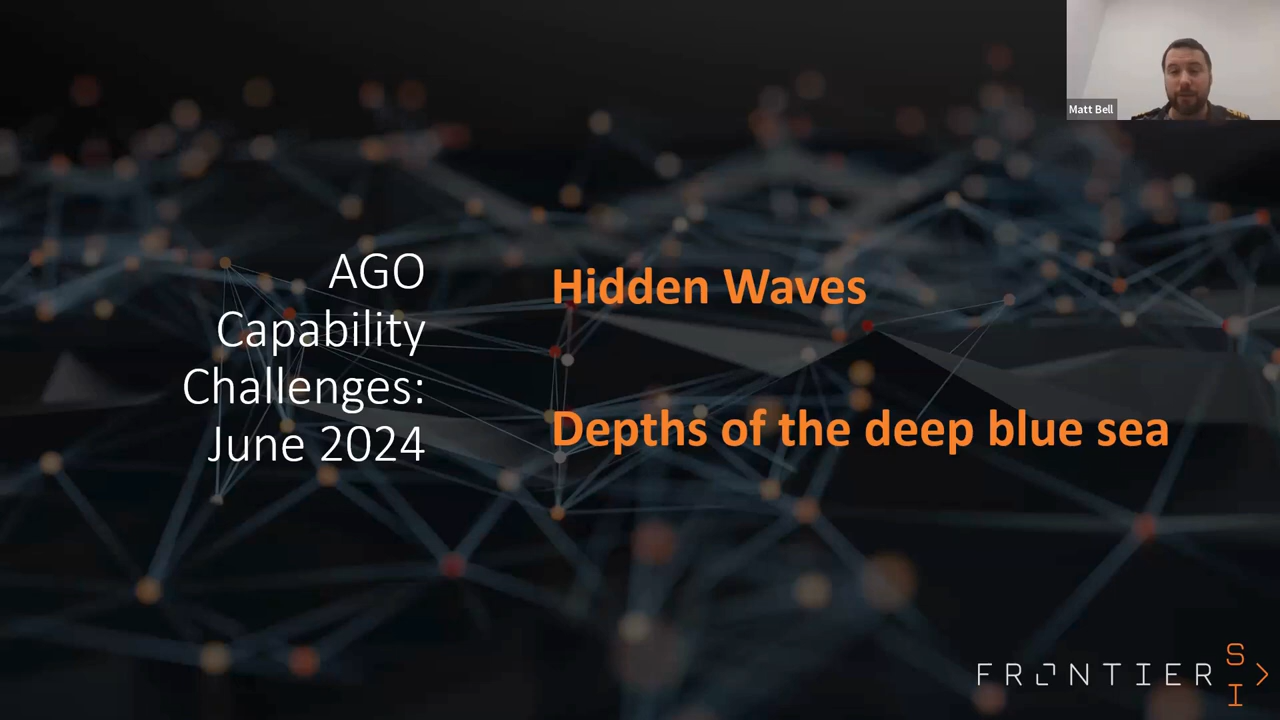 Matt Bell
AGO
Capability
Challenges:
June 2024
Hidden Waves
Depths of the deep blue sea
FRONTIER SI